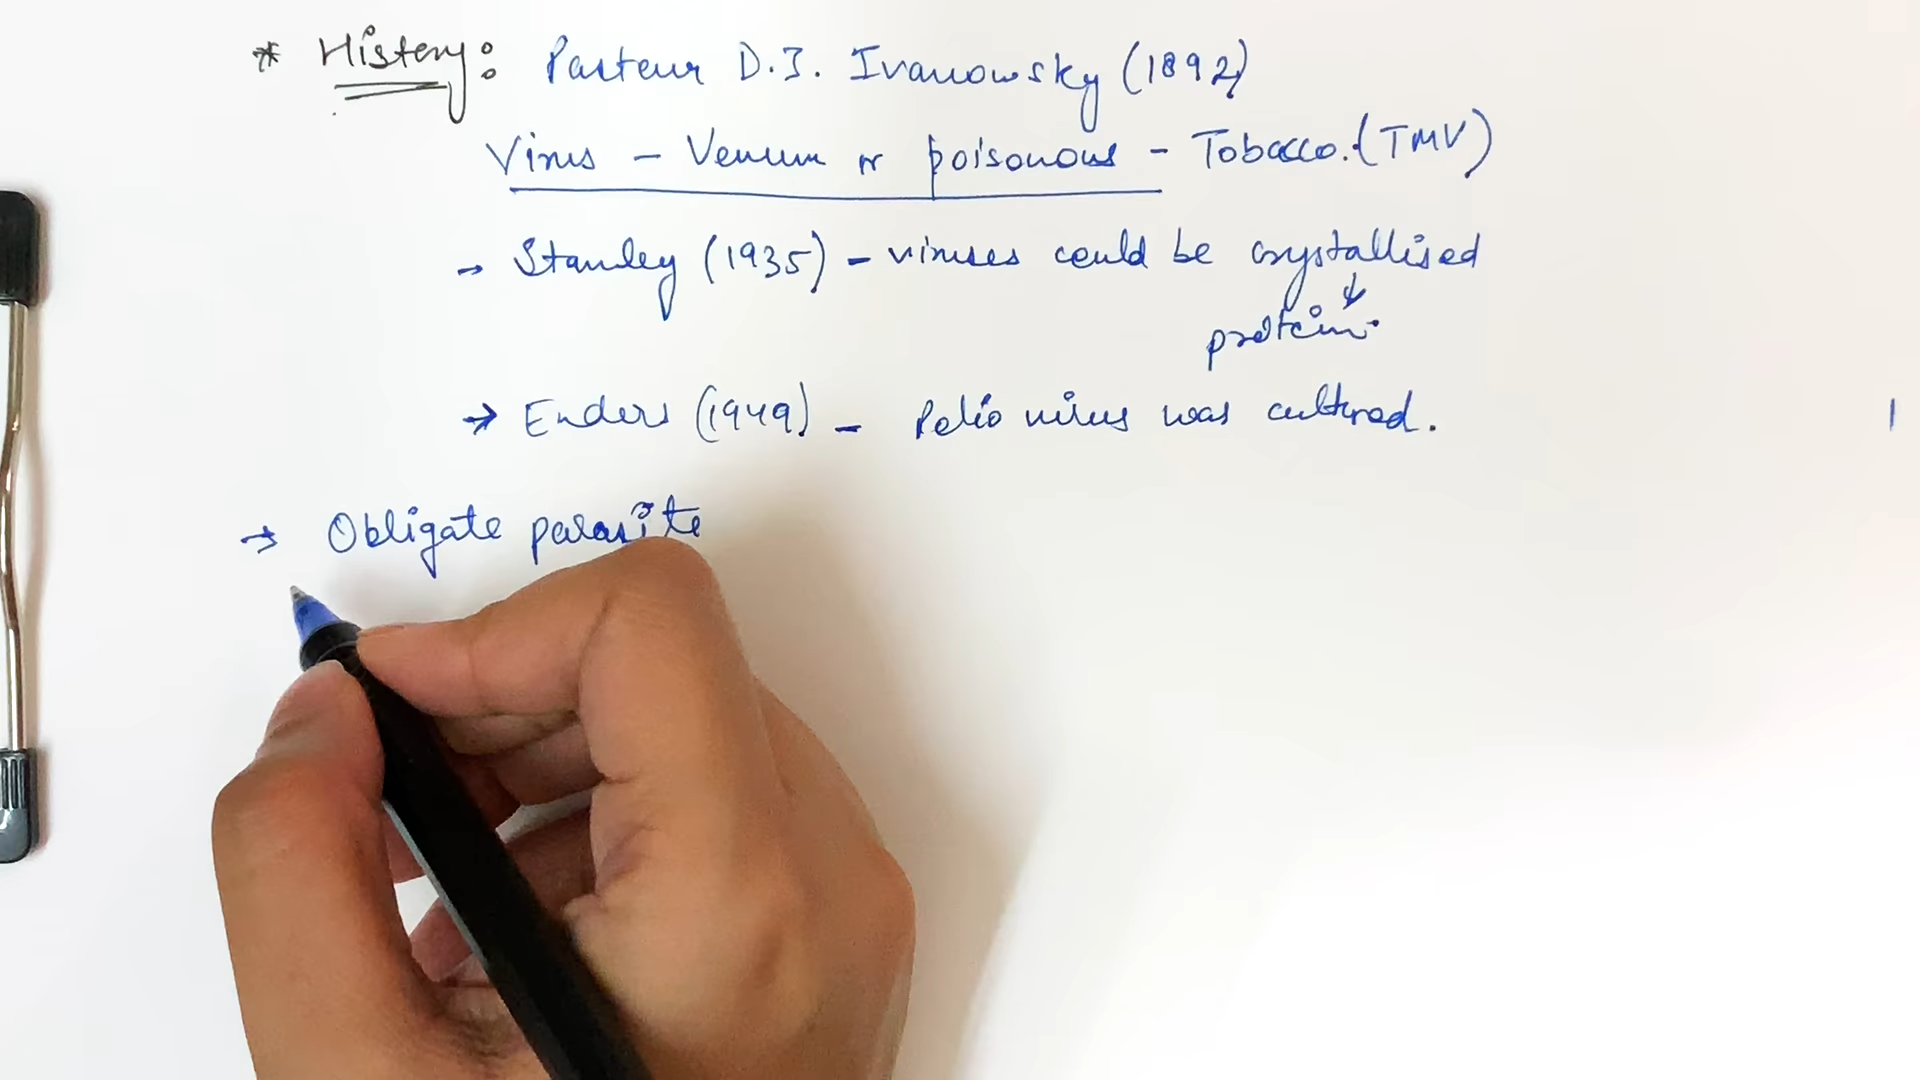 * History: Pasteur D.J. Ivanowsky (1892)
Virus - Venum or poisonous - Tobacco. (TMV)
→ Stanley (1935) - viruses could be crystallised
↓
protein.
→ Enders (1949) - Polio virus was cultured.
→ Obligate parasite